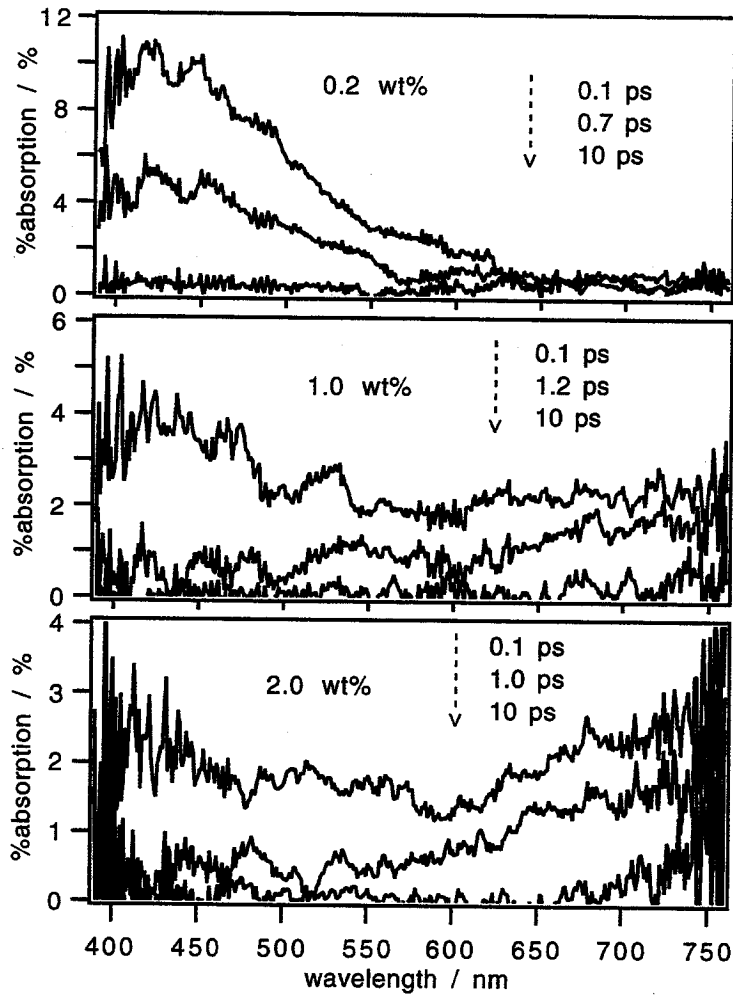 12
8
4
0
%absorption / %
0.2 wt%
0.1 ps
0.7 ps
10 ps
6
4
2
0
%absorption / %
1.0 wt%
0.1 ps
1.2 ps
10 ps
4
3
2
1
0
%absorption / %
2.0 wt%
0.1 ps
1.0 ps
10 ps
400 450 500 550 600 650 700 750
wavelength / nm